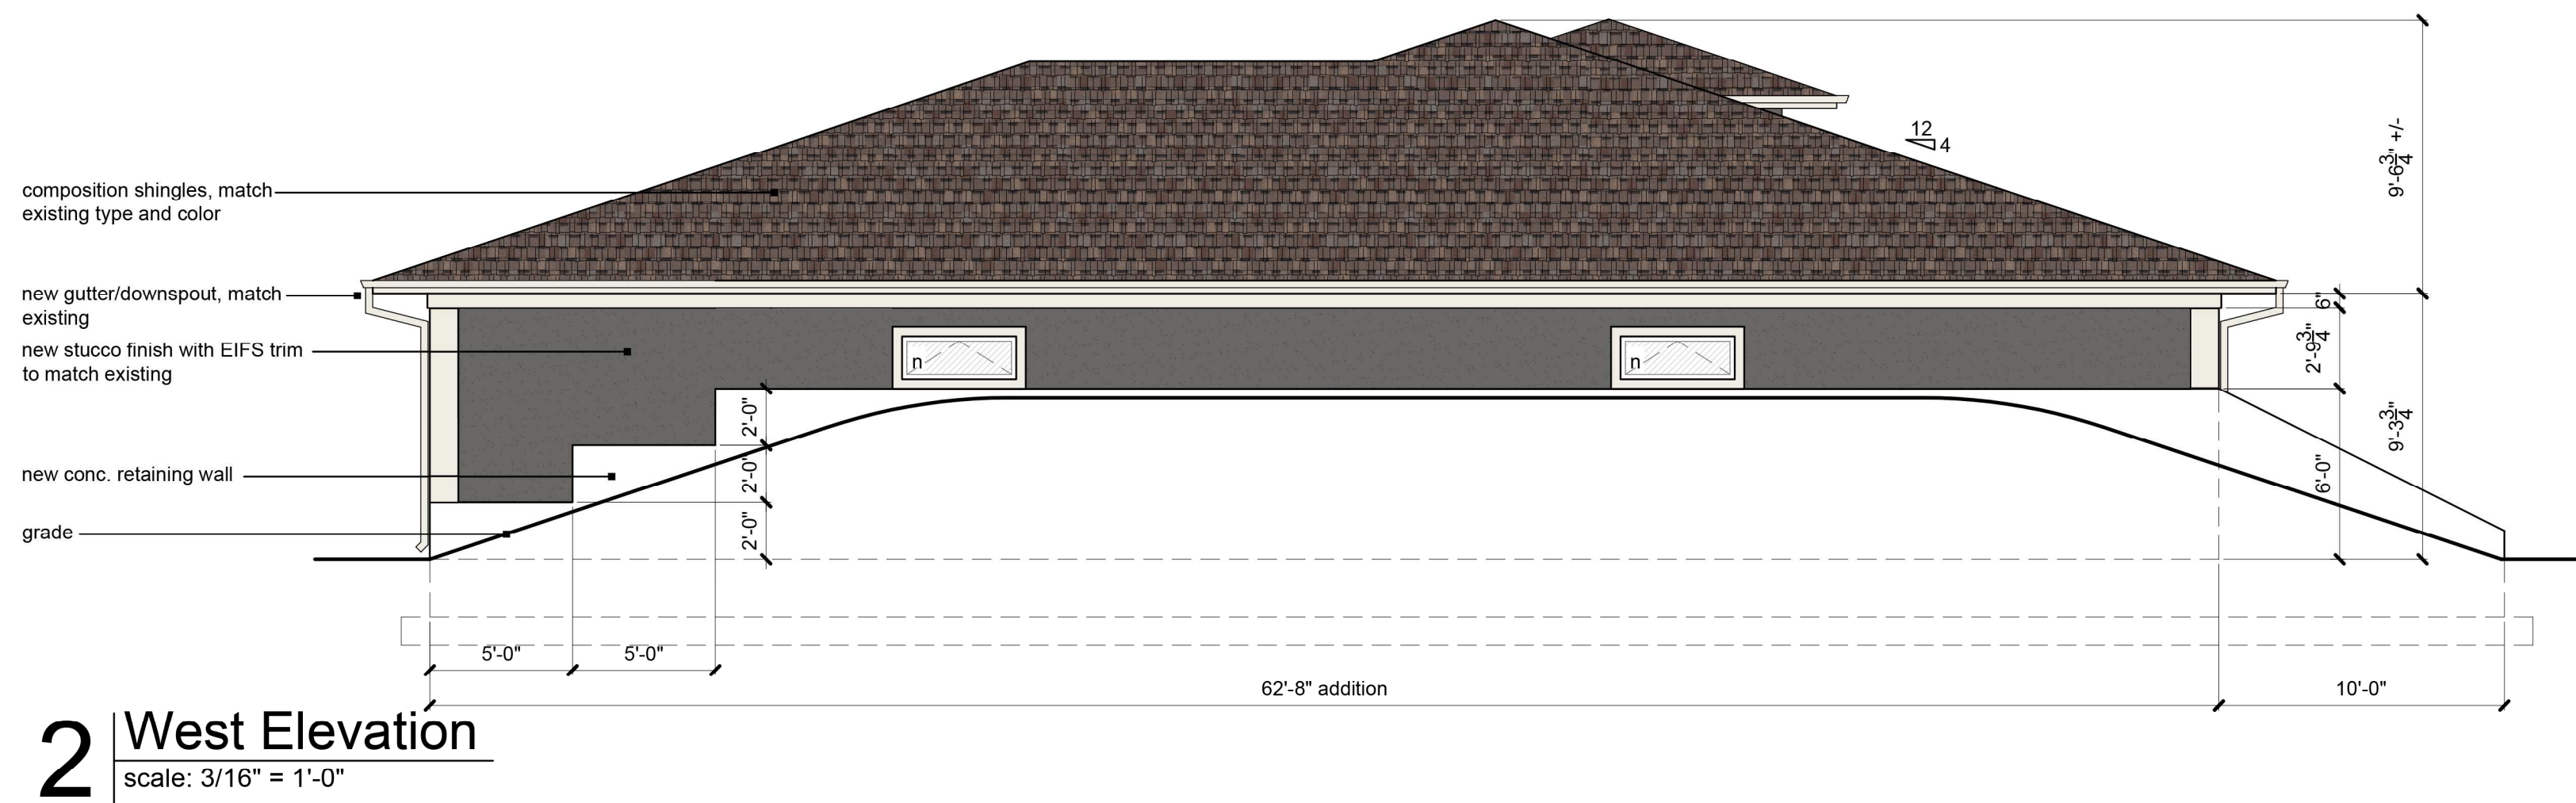 12
4
9'-6 3/4" +/-
composition shingles, match
existing type and color
new gutter/downspout, match
existing
new stucco finish with EIFS trim
to match existing
n
n
6"
2'-9 3/4"
9'-3 3/4"
6'-0"
2'-0"
2'-0"
2'-0"
new conc. retaining wall
grade
5'-0"
5'-0"
62'-8" addition
10'-0"
2
West Elevation
scale: 3/16" = 1'-0"